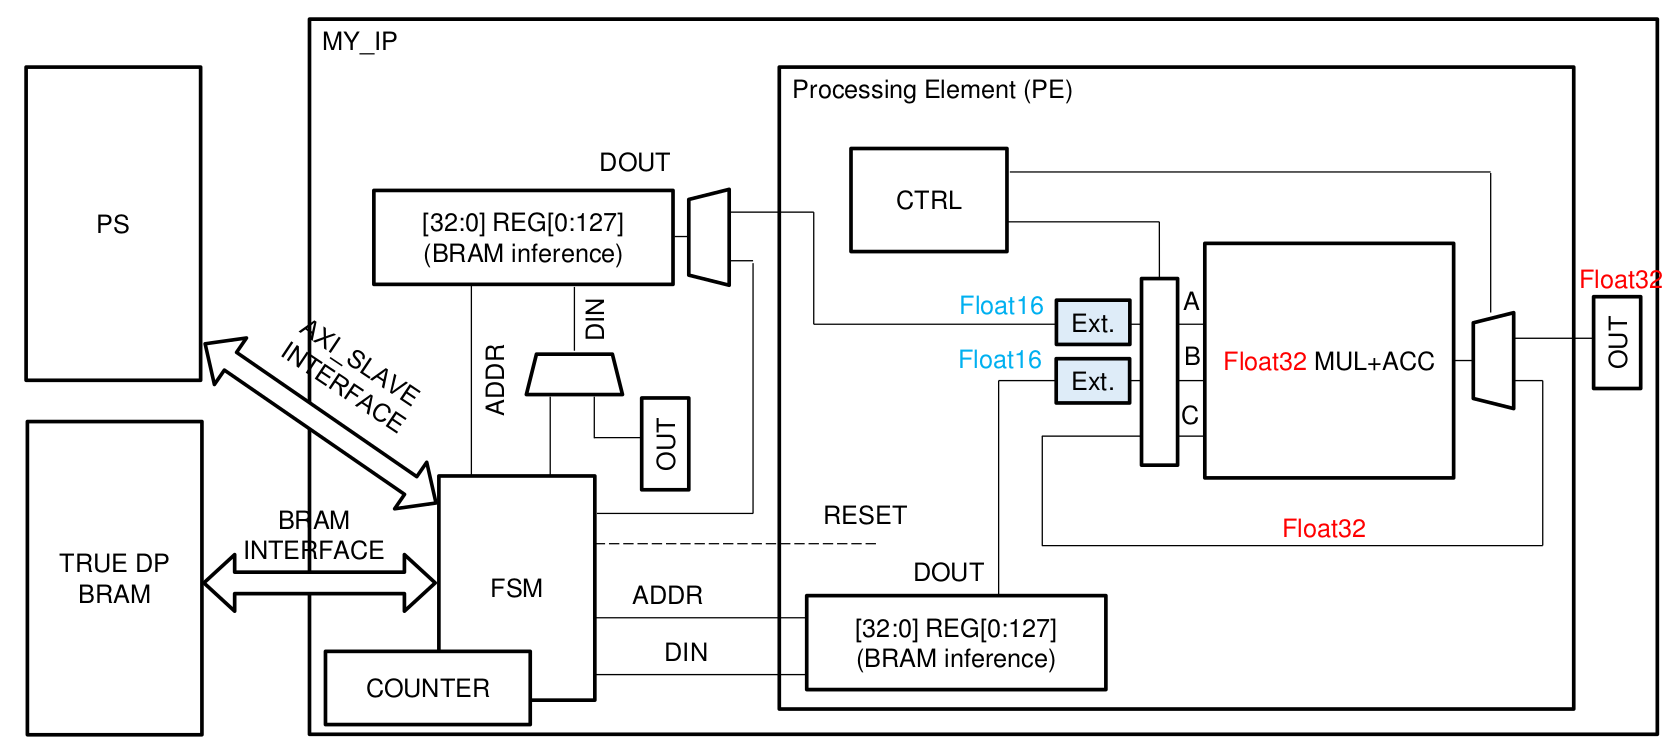 MY_IP
Processing Element (PE)
PS
DOUT
[32:0] REG[0:127]
(BRAM inference)
CTRL
Float32
DIN
A
Float16
Ext.
OUT
AXI_SLAVE
INTERFACE
ADDR
B
Float16
Ext.
Float32 MUL+ACC
C
OUT
BRAM
INTERFACE
RESET
Float32
TRUE DP
BRAM
FSM
DOUT
ADDR
[32:0] REG[0:127]
(BRAM inference)
DIN
COUNTER